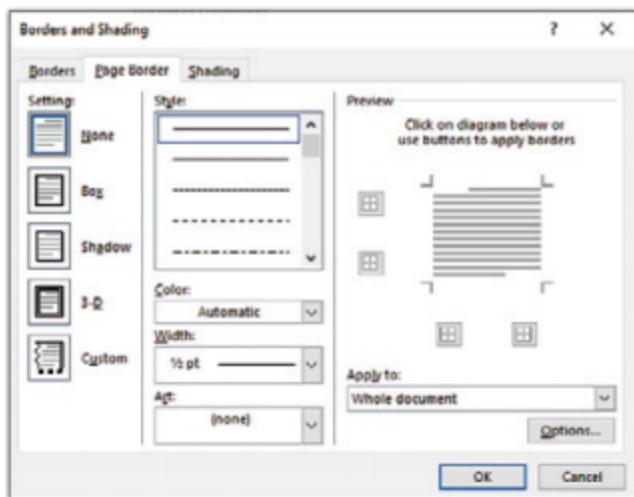 Borders and Shading ? ×
Borders Page Border Shading
Setting:
None
Box
Shadow
3-D
Custom
Style:
Color:
Automatic
Width:
½ pt
Art:
(none)
Preview
Click on diagram below or
use buttons to apply borders
Apply to:
Whole document
Options...
OK Cancel